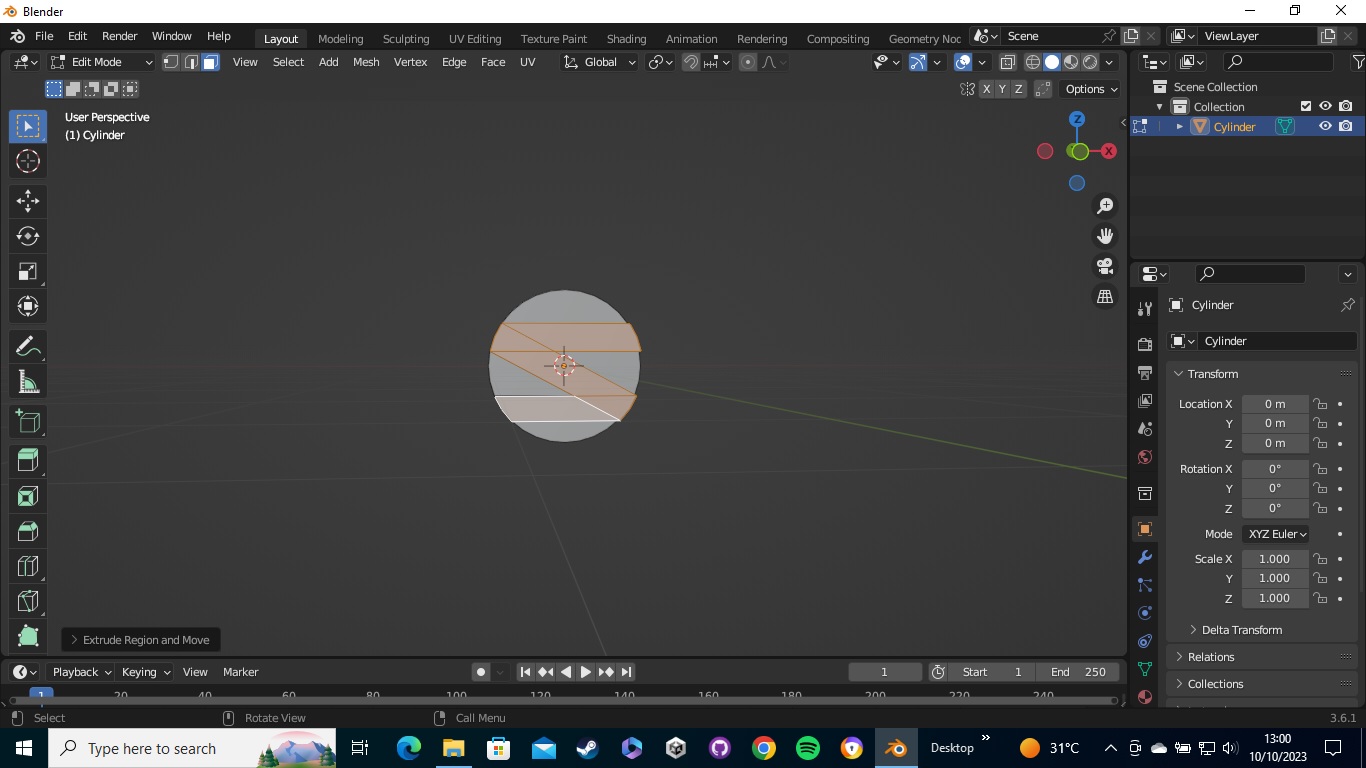 Blender
File Edit Render Window Help Layout Modeling Sculpting UV Editing Texture Paint Shading Animation Rendering Compositing Geometry Noc Scene ViewLayer
Edit Mode View Select Add Mesh Vertex Edge Face UV Global
X Y Z Options
User Perspective
(1) Cylinder
Z
X
Scene Collection
Collection
Cylinder
Cylinder
Cylinder
Transform
Location X 0 m
Y 0 m
Z 0 m
Rotation X 0°
Y 0°
Z 0°
Mode XYZ Euler
Scale X 1.000
Y 1.000
Z 1.000
Delta Transform
Relations
Collections
Extrude Region and Move
Playback Keying View Marker 1 Start 1 End 250
1 20 40 60 80 100 120 140 160 180 200 220 240
Select Rotate View Call Menu 3.6.1
Type here to search Desktop » 31°C 13:00
10/10/2023